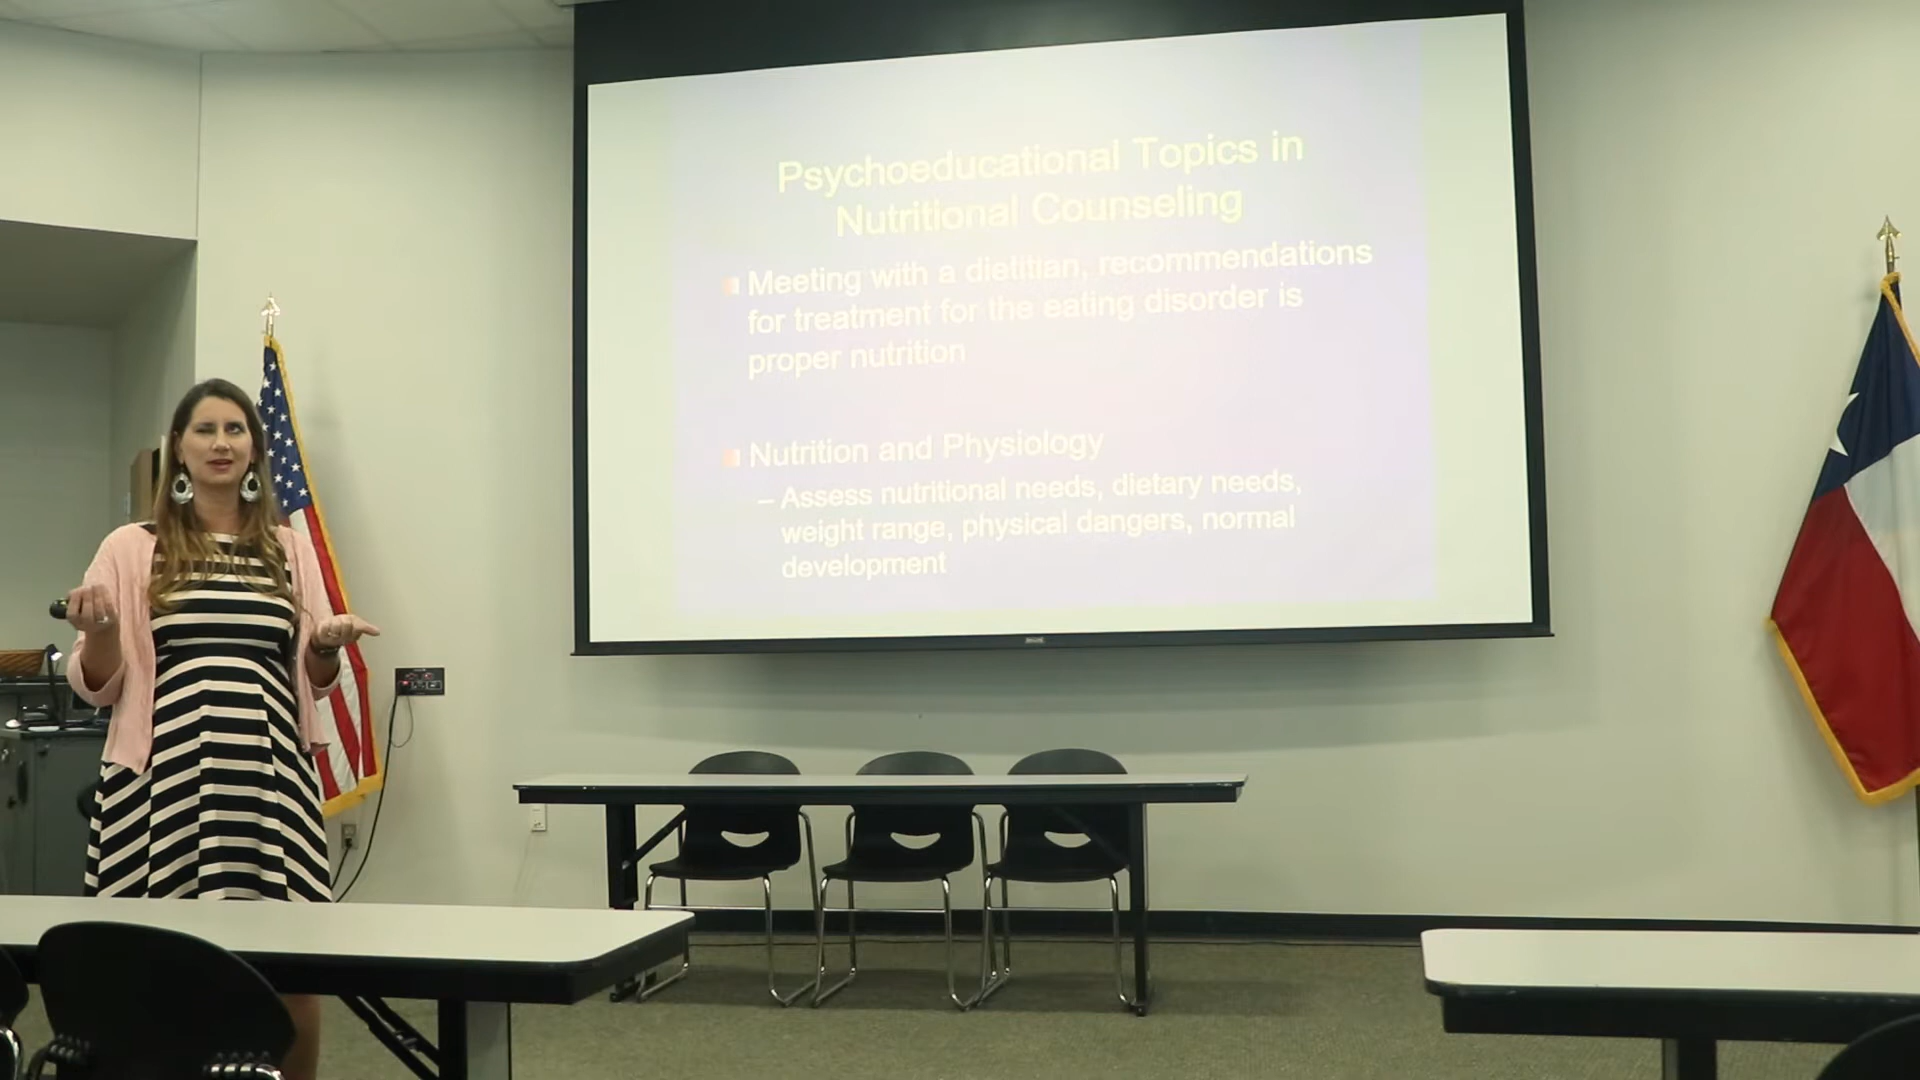 Psychoeducational Topics in
Nutritional Counseling
Meeting with a dietitian, recommendations
for treatment for the eating disorder is
proper nutrition
Nutrition and Physiology
– Assess nutritional needs, dietary needs,
weight range, physical dangers, normal
development